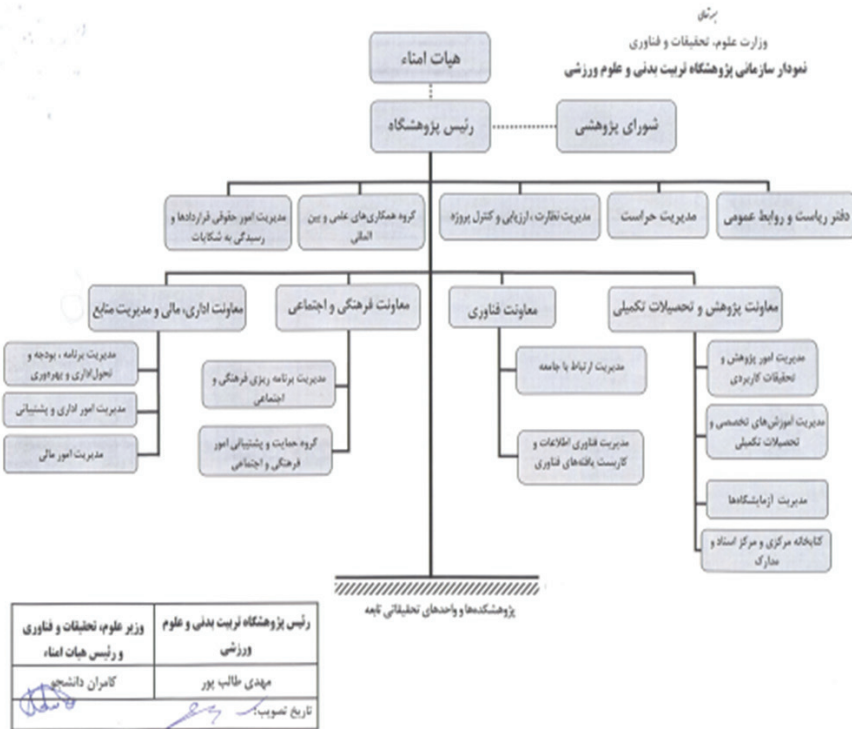 بسمه تعالی
وزارت علوم، تحقیقات و فناوری
نمودار سازمانی پژوهشگاه تربیت بدنی و علوم ورزشی
هیات امناء
رئیس پژوهشگاه
شورای پژوهشی
دفتر ریاست و روابط عمومی
مدیریت حراست
مدیریت نظارت، ارزیابی و کنترل پروژه
گروه همکاری‌های علمی و بین
المللی
مدیریت امور حقوقی قراردادها و
رسیدگی به شکایات
معاونت پژوهش و تحصیلات تکمیلی
معاونت فناوری
معاونت فرهنگی و اجتماعی
معاونت اداری، مالی و مدیریت منابع
مدیریت امور پژوهش و
تحقیقات کاربردی
مدیریت آموزش‌های تخصصی و
تحصیلات تکمیلی
مدیریت آزمایشگاه‌ها
کتابخانه مرکزی و مرکز اسناد و
مدارک
مدیریت ارتباط با جامعه
مدیریت فناوری اطلاعات و
کاربست یافته‌های فناوری
مدیریت برنامه ریزی فرهنگی و
اجتماعی
گروه حمایت و پشتیبانی امور
فرهنگی و اجتماعی
مدیریت برنامه ، بودجه و
تحول‌اداری و بهره‌وری
مدیریت امور اداری و پشتیبانی
مدیریت امور مالی
پژوهشکده‌ها و واحدهای تحقیقاتی تابعه
رئیس پژوهشگاه تربیت بدنی و علوم
ورزشی
وزیر علوم، تحقیقات و فناوری
و رئیس هیات امناء
مهدی طالب پور
کامران دانشجو
تاریخ تصویب: